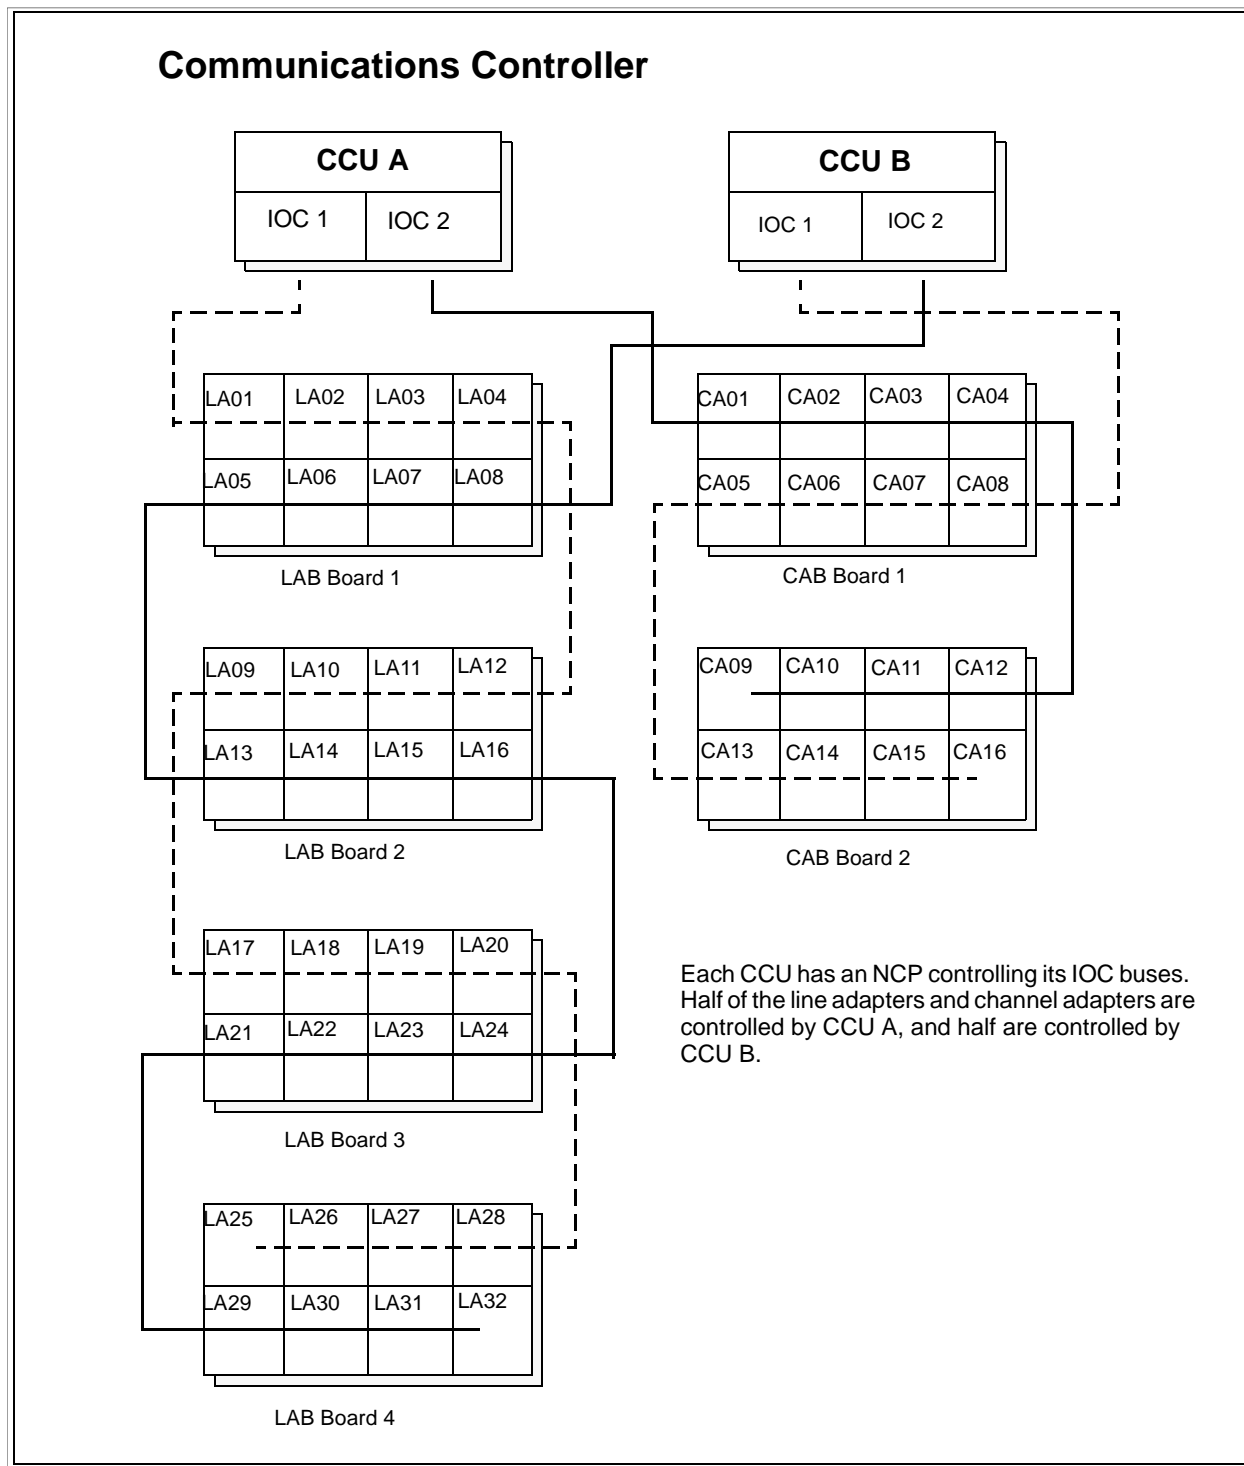 Communications Controller
CCU A
CCU B
IOC 1
IOC 2
IOC 1
IOC 2
LA01 LA02 LA03 LA04
LA05 LA06 LA07 LA08
LAB Board 1
CA01 CA02 CA03 CA04
CA05 CA06 CA07 CA08
CAB Board 1
LA09 LA10 LA11 LA12
LA13 LA14 LA15 LA16
LAB Board 2
CA09 CA10 CA11 CA12
CA13 CA14 CA15 CA16
CAB Board 2
LA17 LA18 LA19 LA20
LA21 LA22 LA23 LA24
LAB Board 3
Each CCU has an NCP controlling its IOC buses.
Half of the line adapters and channel adapters are
controlled by CCU A, and half are controlled by
CCU B.
LA25 LA26 LA27 LA28
LA29 LA30 LA31 LA32
LAB Board 4